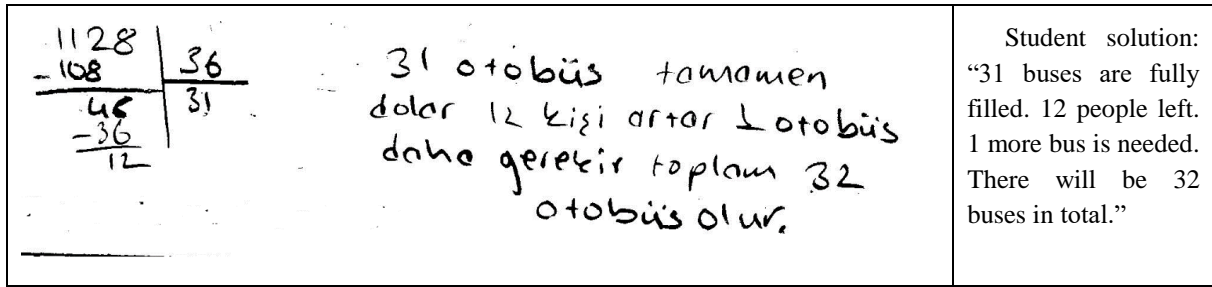 1128 | 36
- 108 | 31
48
- 36
12
31 otobüs tamamen
dolar 12 kişi artar 1 otobüs
daha gerekir toplam 32
otobüs olur.
Student solution:
“31 buses are fully
filled. 12 people left.
1 more bus is needed.
There will be 32
buses in total.”